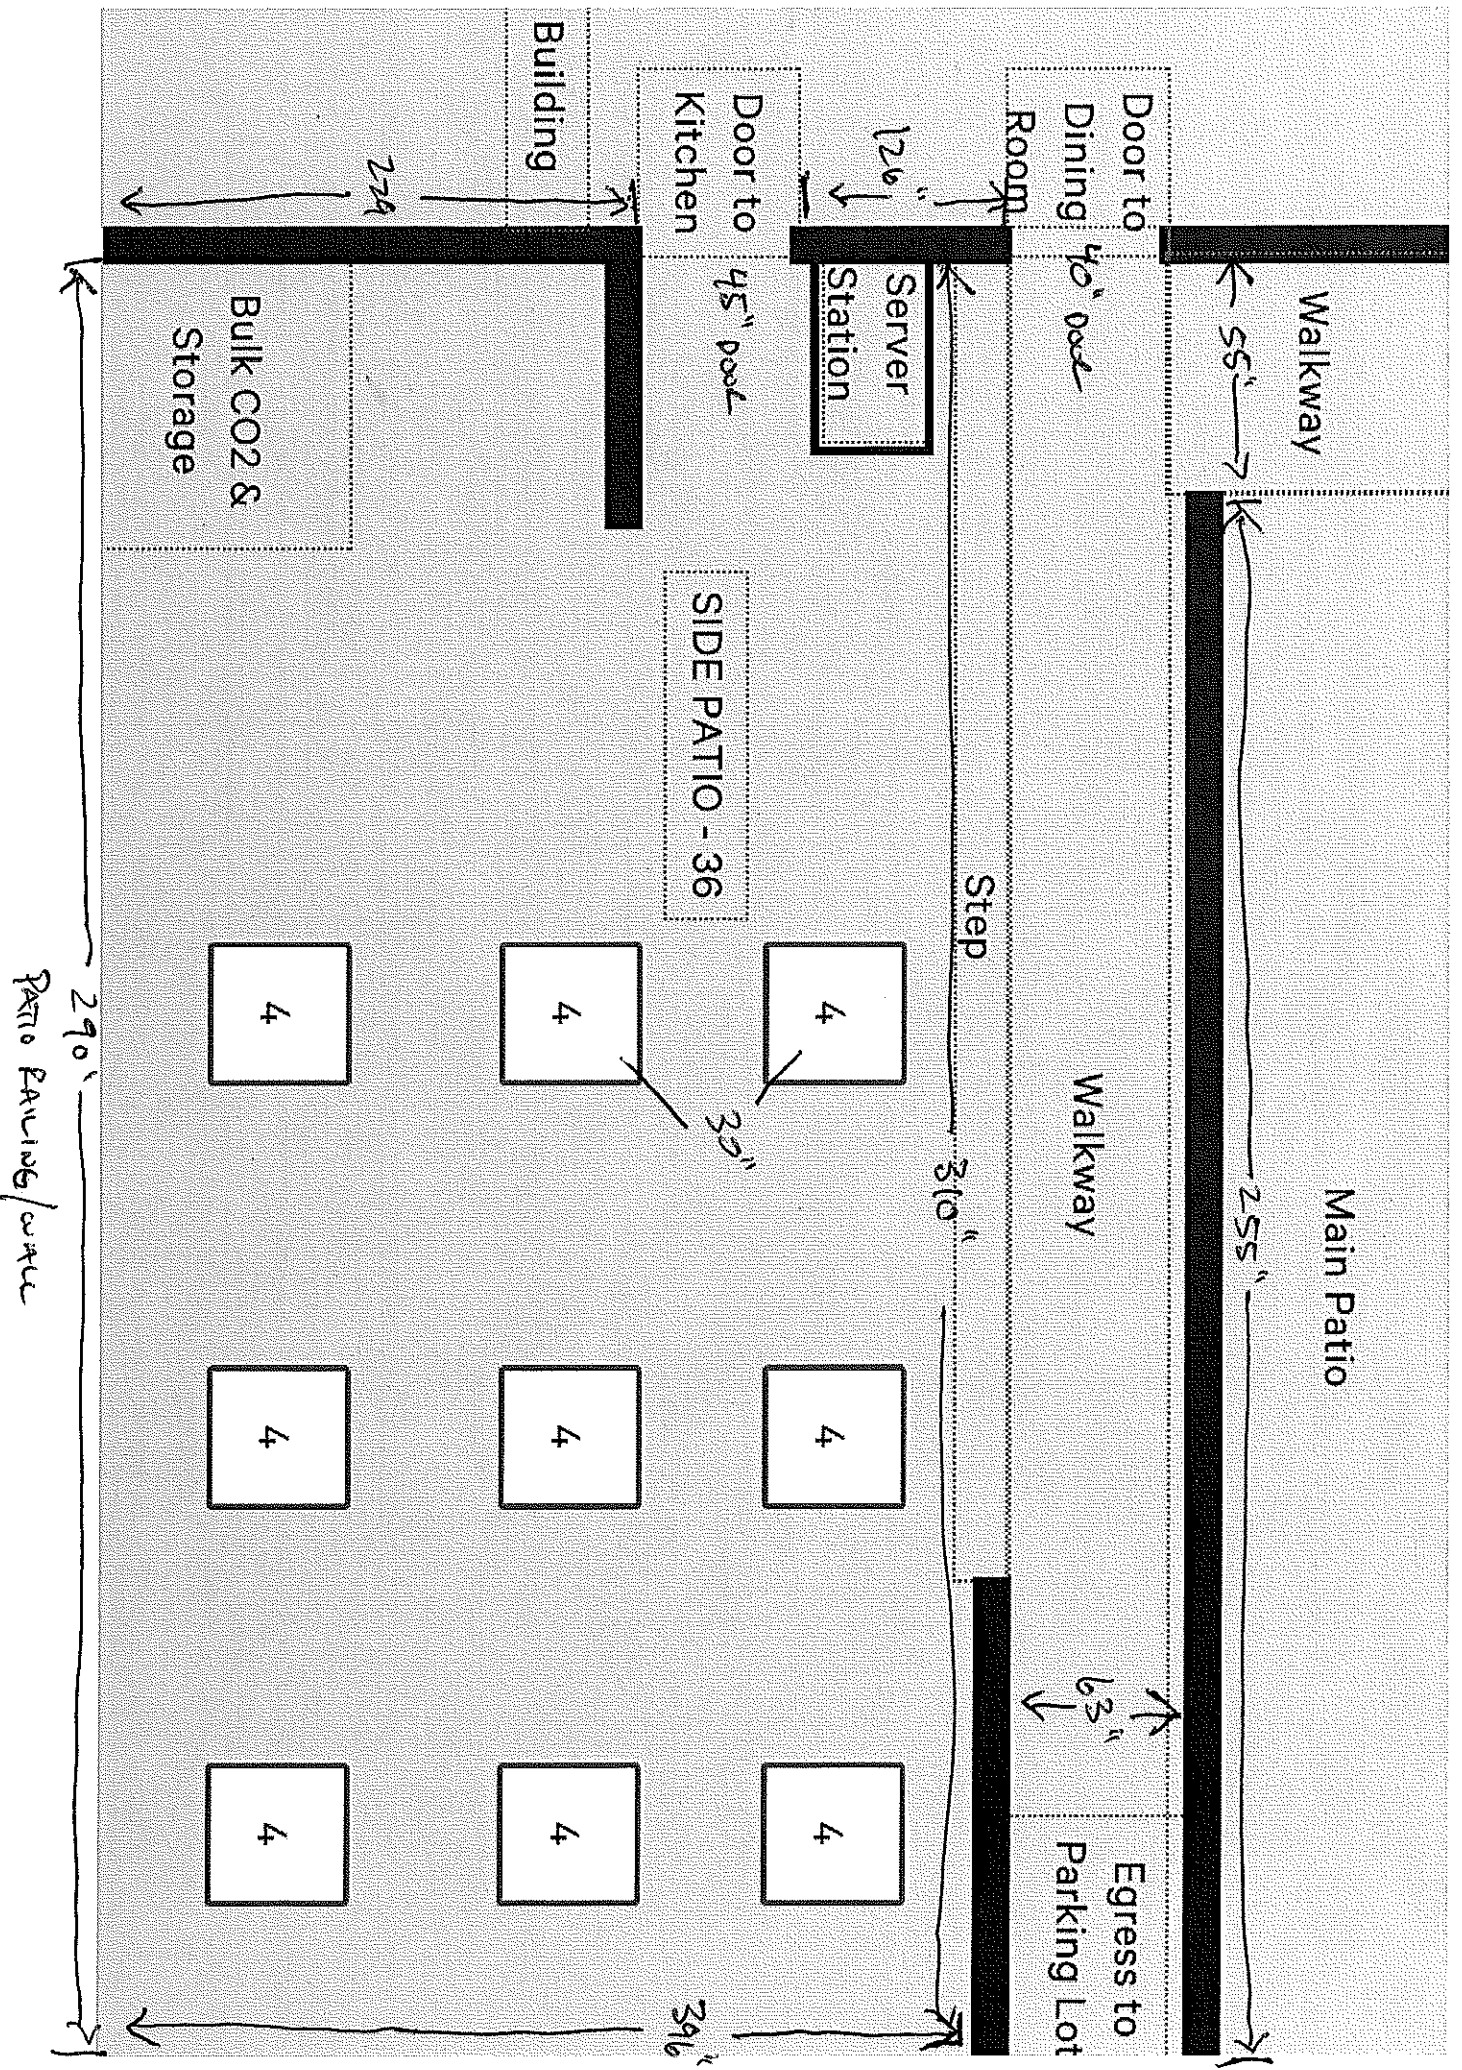 Main Patio
Walkway
55"
255"
Door to
Dining
Room
40" Door
Walkway
63"
Egress to
Parking Lot
Step
126"
310"
Server
Station
4
4
4
Door to
Kitchen
45" Door
SIDE PATIO - 36
30"
396"
Building
4
4
4
229
Bulk CO2 &
Storage
4
4
4
290"
PATIO RAILING/WALL